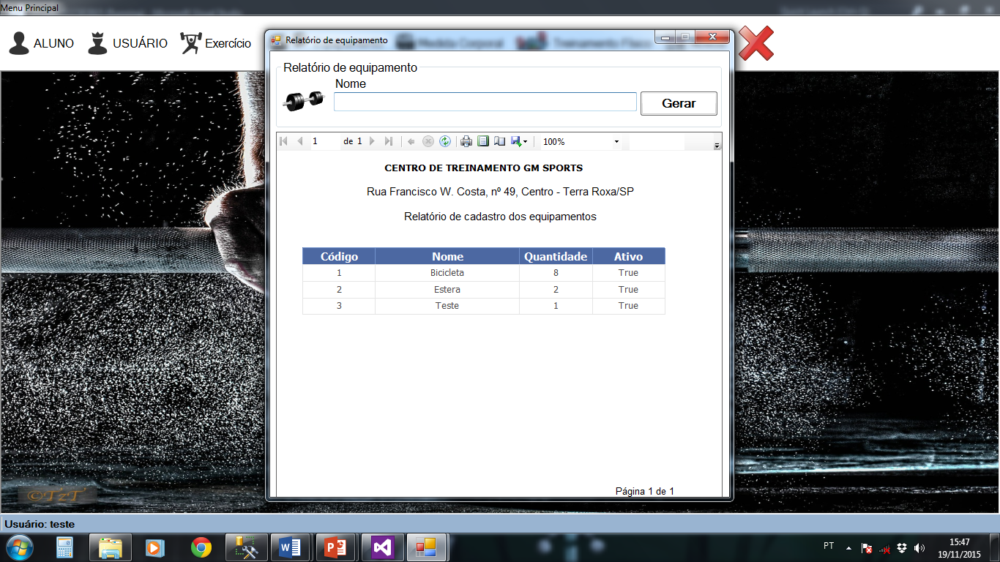 Menu Principal
ALUNO USUÁRIO Exercício
Relatório de equipamento
Medida Corporal Treinamento Físico
Relatório de equipamento
Nome
Gerar
1 de 1 100%
CENTRO DE TREINAMENTO GM SPORTS
Rua Francisco W. Costa, nº 49, Centro - Terra Roxa/SP
Relatório de cadastro dos equipamentos
Código Nome Quantidade Ativo
1 Bicicleta 8 True
2 Estera 2 True
3 Teste 1 True
Página 1 de 1
©TzT
Usuário: teste
PT 15:47
19/11/2015